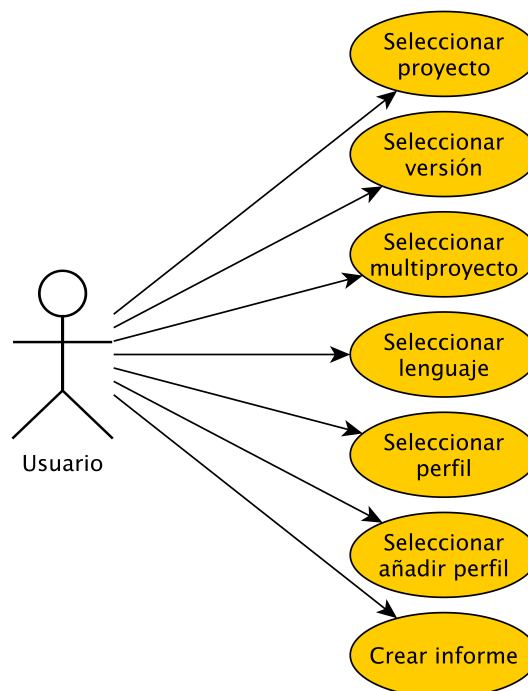 Seleccionar
proyecto
Seleccionar
versión
Seleccionar
multiproyecto
Seleccionar
lenguaje
Usuario
Seleccionar
perfil
Seleccionar
añadir perfil
Crear informe